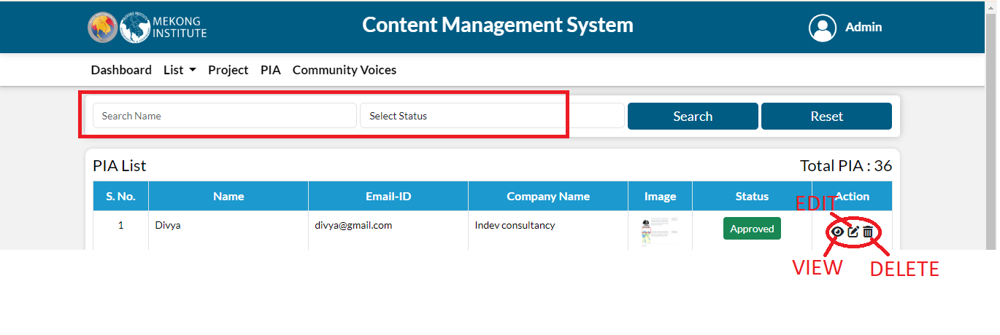 MEKONG
INSTITUTE
Content Management System
Admin
Dashboard List Project PIA Community Voices
Search Name Select Status Search Reset
PIA List Total PIA : 36
S. No. Name Email-ID Company Name Image Status Action
EDIT
1 Divya divya@gmail.com Indev consultancy Approved
VIEW DELETE